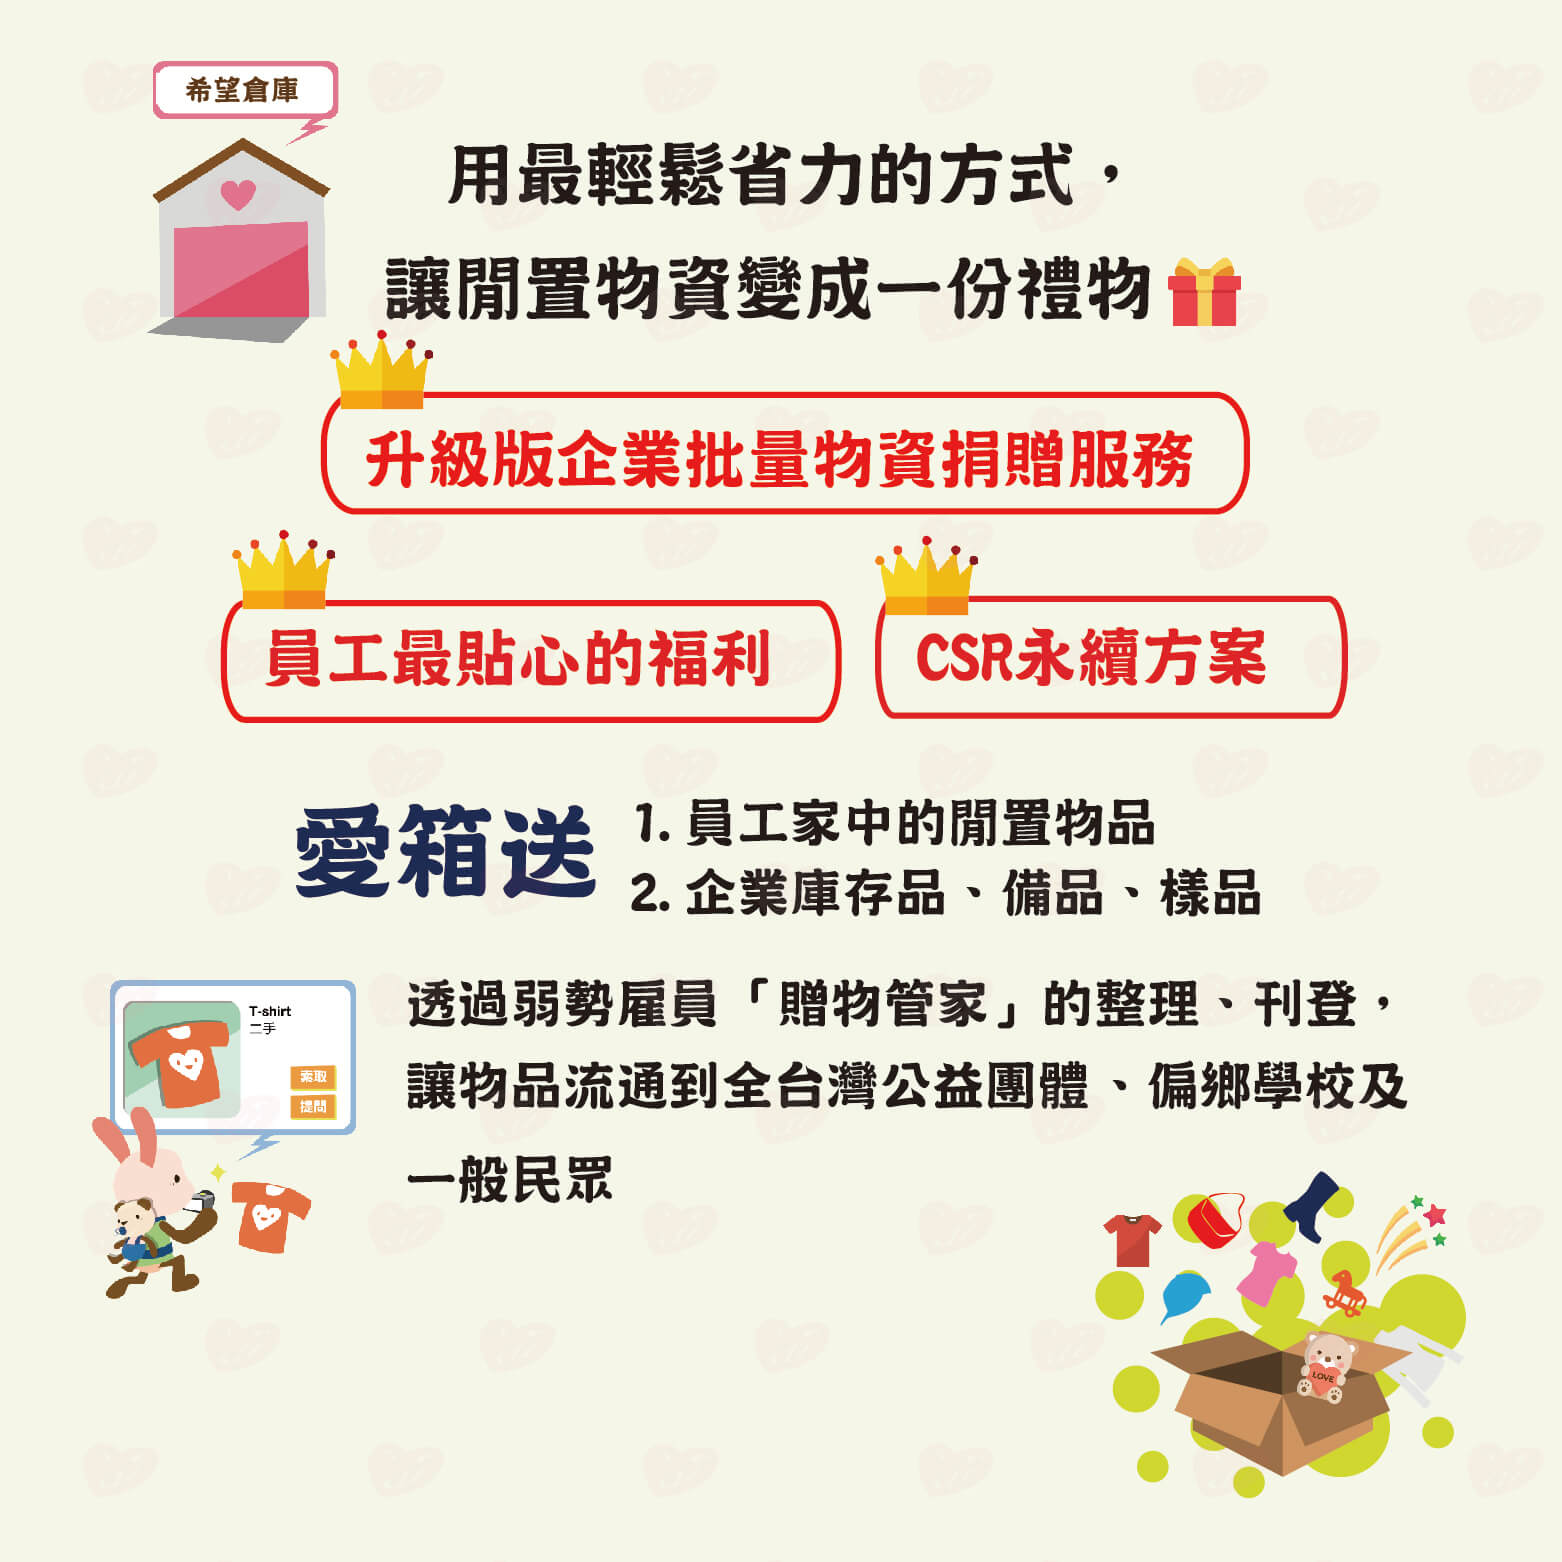 希望倉庫
用最輕鬆省力的方式，
讓閒置物資變成一份禮物
升級版企業批量物資捐贈服務
員工最貼心的福利
CSR永續方案
愛箱送
1. 員工家中的閒置物品
2. 企業庫存品、備品、樣品
透過弱勢雇員「贈物管家」的整理、刊登，
讓物品流通到全台灣公益團體、偏鄉學校及
一般民眾
T-shirt
二手
索取
提問
LOVE